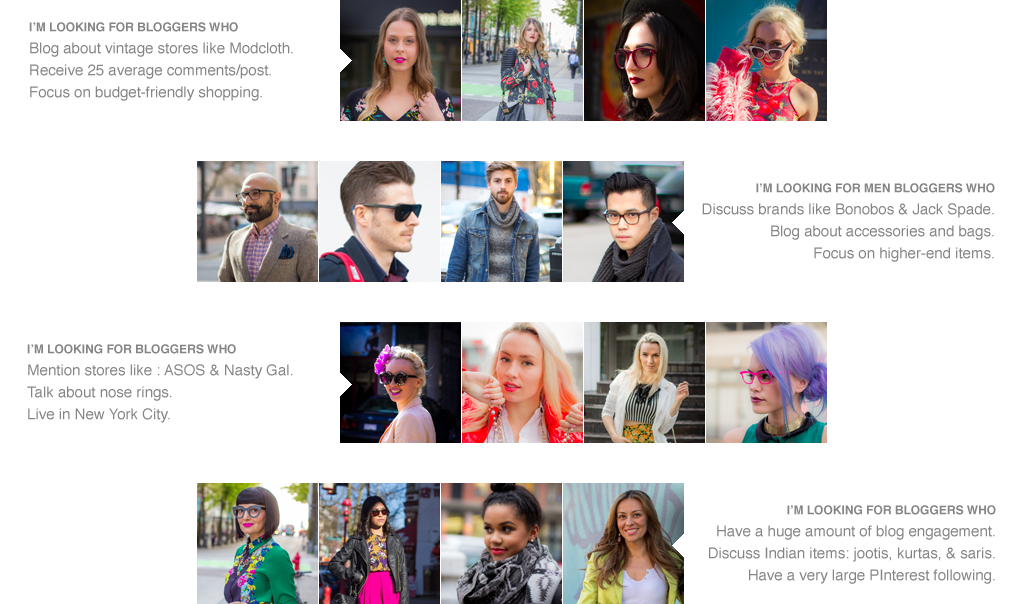 I'M LOOKING FOR BLOGGERS WHO
Blog about vintage stores like Modcloth.
Receive 25 average comments/post.
Focus on budget-friendly shopping.
I'M LOOKING FOR MEN BLOGGERS WHO
Discuss brands like Bonobos & Jack Spade.
Blog about accessories and bags.
Focus on higher-end items.
I'M LOOKING FOR BLOGGERS WHO
Mention stores like : ASOS & Nasty Gal.
Talk about nose rings.
Live in New York City.
I'M LOOKING FOR BLOGGERS WHO
Have a huge amount of blog engagement.
Discuss Indian items: jootis, kurtas, & saris.
Have a very large PInterest following.